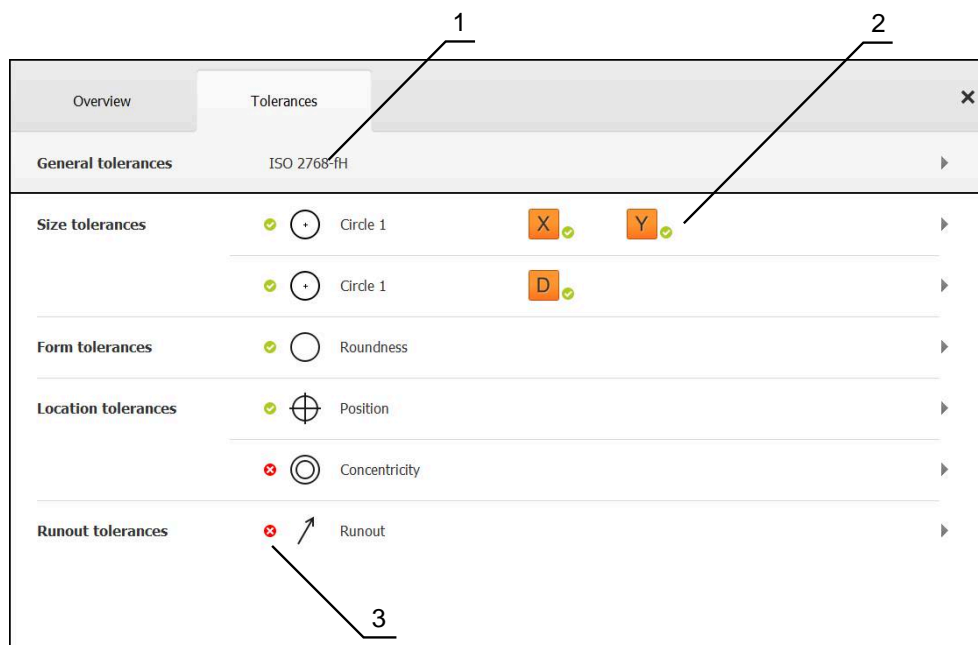 1
2
Overview Tolerances
General tolerances ISO 2768-fH
Size tolerances Circle 1 X Y
Circle 1 D
Form tolerances Roundness
Location tolerances Position
Concentricity
Runout tolerances Runout
3